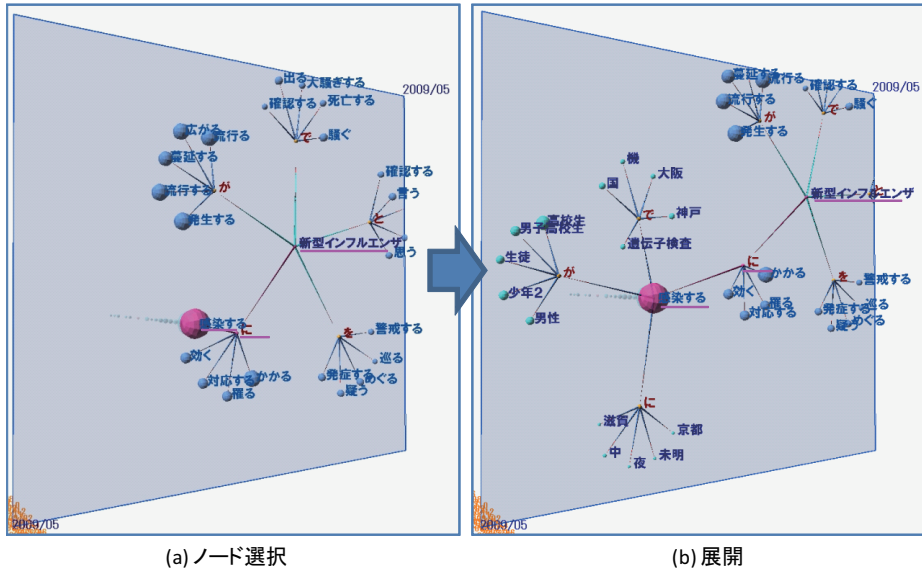 2009/05
出る
大騒ぎする
確認する
死亡する
で
騒ぐ
広がる
流行る
蔓延する
が
流行する
発生する
確認する
言う
と
新型インフルエンザ
思う
感染する
に
効く
対応する
かかる
罹る
を
警戒する
巡る
発症する
めぐる
疑う
2009/05
(a) ノード選択
2009/05
蔓延する
流行る
確認する
流行する
が
で
騒ぐ
発生する
機
国
大阪
で
神戸
遺伝子検査
新型インフルエンザ
と
高校生
男子高校生
生徒
が
少年2
男性
感染する
に
かかる
効く
罹る
対応する
を
警戒する
発症する
巡る
めぐる
疑う
に
滋賀
京都
中
未明
夜
2009/05
(b) 展開